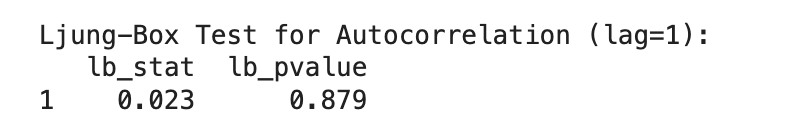 Ljung-Box Test for Autocorrelation (lag=1):
   lb_stat  lb_pvalue
1    0.023      0.879